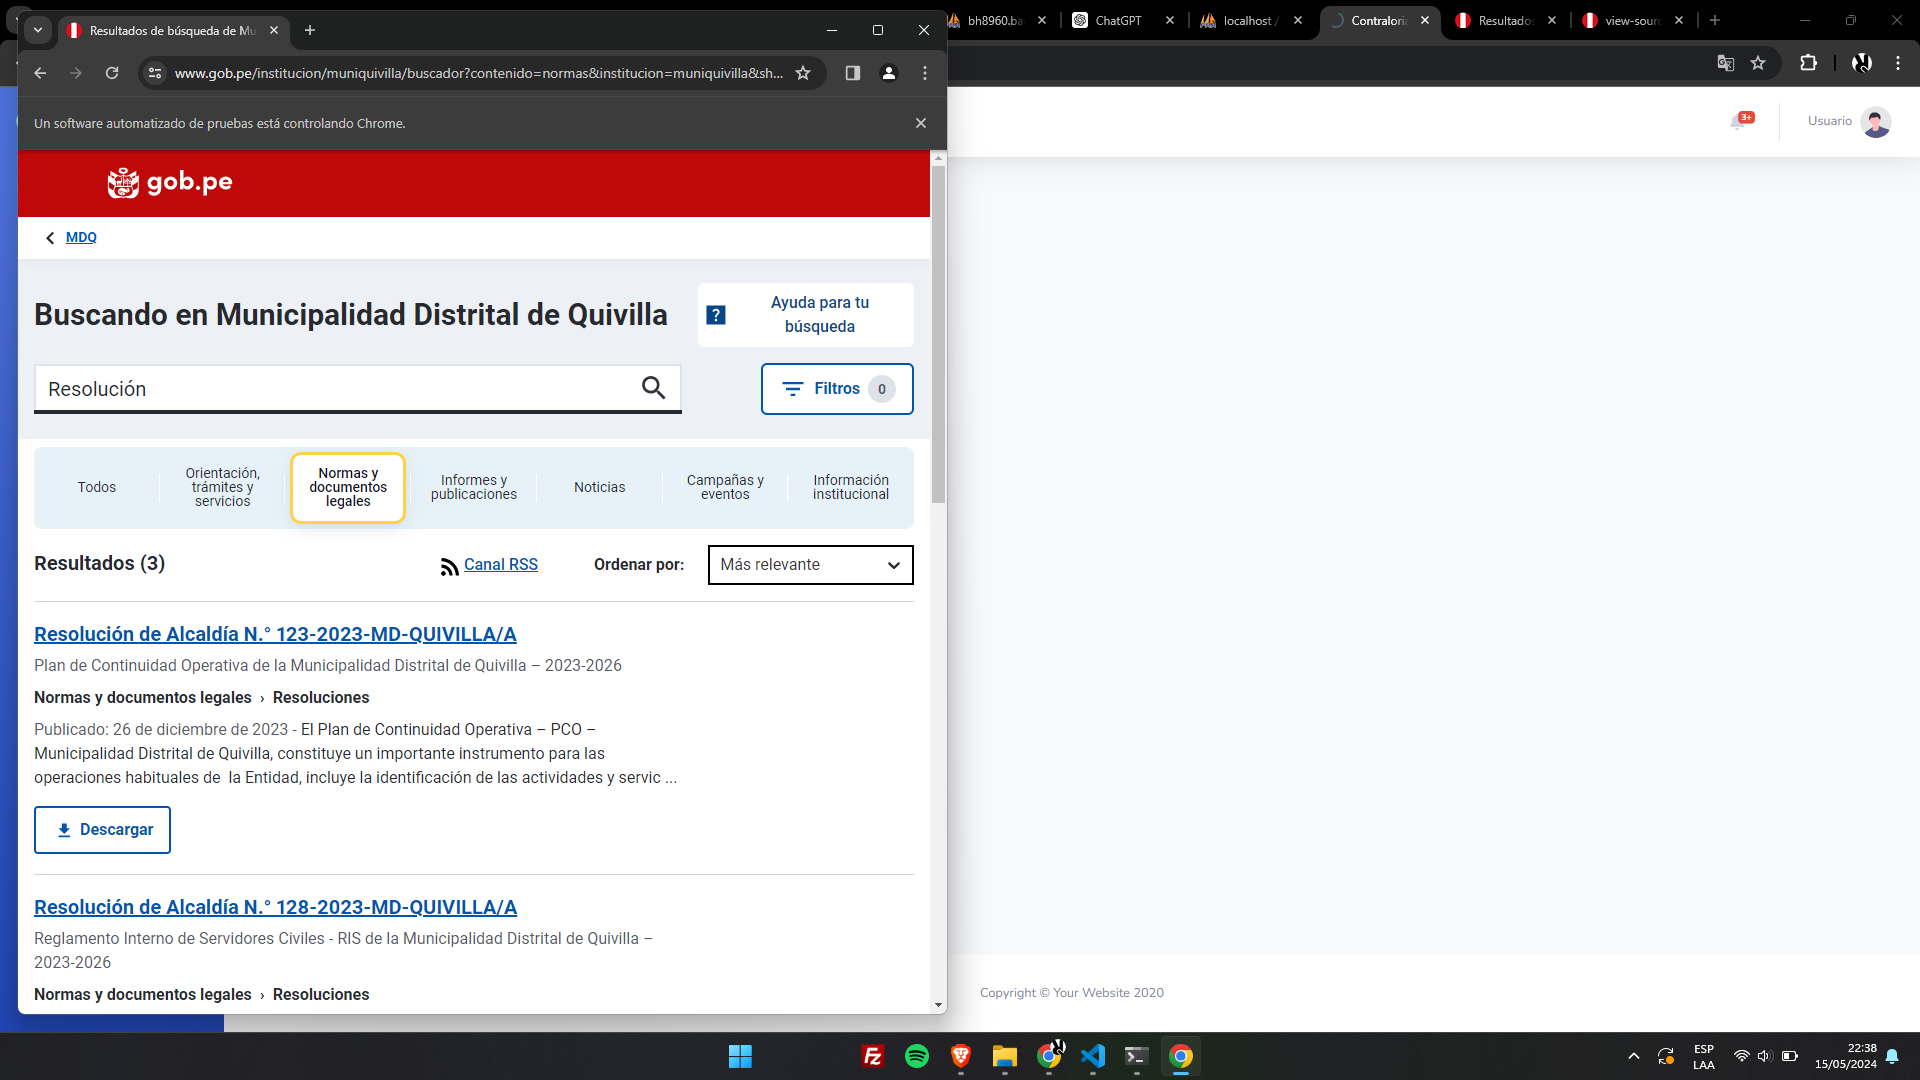 Resultados de búsqueda de Mu
bh8960.ba
ChatGPT
localhost /
Contraloria
Resultados
view-sour
www.gob.pe/institucion/muniquivilla/buscador?contenido=normas&institucion=muniquivilla&sh...
Un software automatizado de pruebas está controlando Chrome.
3+
Usuario
gob.pe
MDQ
Buscando en Municipalidad Distrital de Quivilla
? Ayuda para tu
búsqueda
Resolución
Filtros 0
Todos
Orientación,
trámites y
servicios
Normas y
documentos
legales
Informes y
publicaciones
Noticias
Campañas y
eventos
Información
institucional
Resultados (3)
Canal RSS
Ordenar por:
Más relevante
Resolución de Alcaldía N.° 123-2023-MD-QUIVILLA/A
Plan de Continuidad Operativa de la Municipalidad Distrital de Quivilla – 2023-2026
Normas y documentos legales › Resoluciones
Publicado: 26 de diciembre de 2023 - El Plan de Continuidad Operativa – PCO –
Municipalidad Distrital de Quivilla, constituye un importante instrumento para las
operaciones habituales de la Entidad, incluye la identificación de las actividades y servic ...
Descargar
Resolución de Alcaldía N.° 128-2023-MD-QUIVILLA/A
Reglamento Interno de Servidores Civiles - RIS de la Municipalidad Distrital de Quivilla –
2023-2026
Normas y documentos legales › Resoluciones
Copyright © Your Website 2020
Fz
ESP
LAA
22:38
15/05/2024